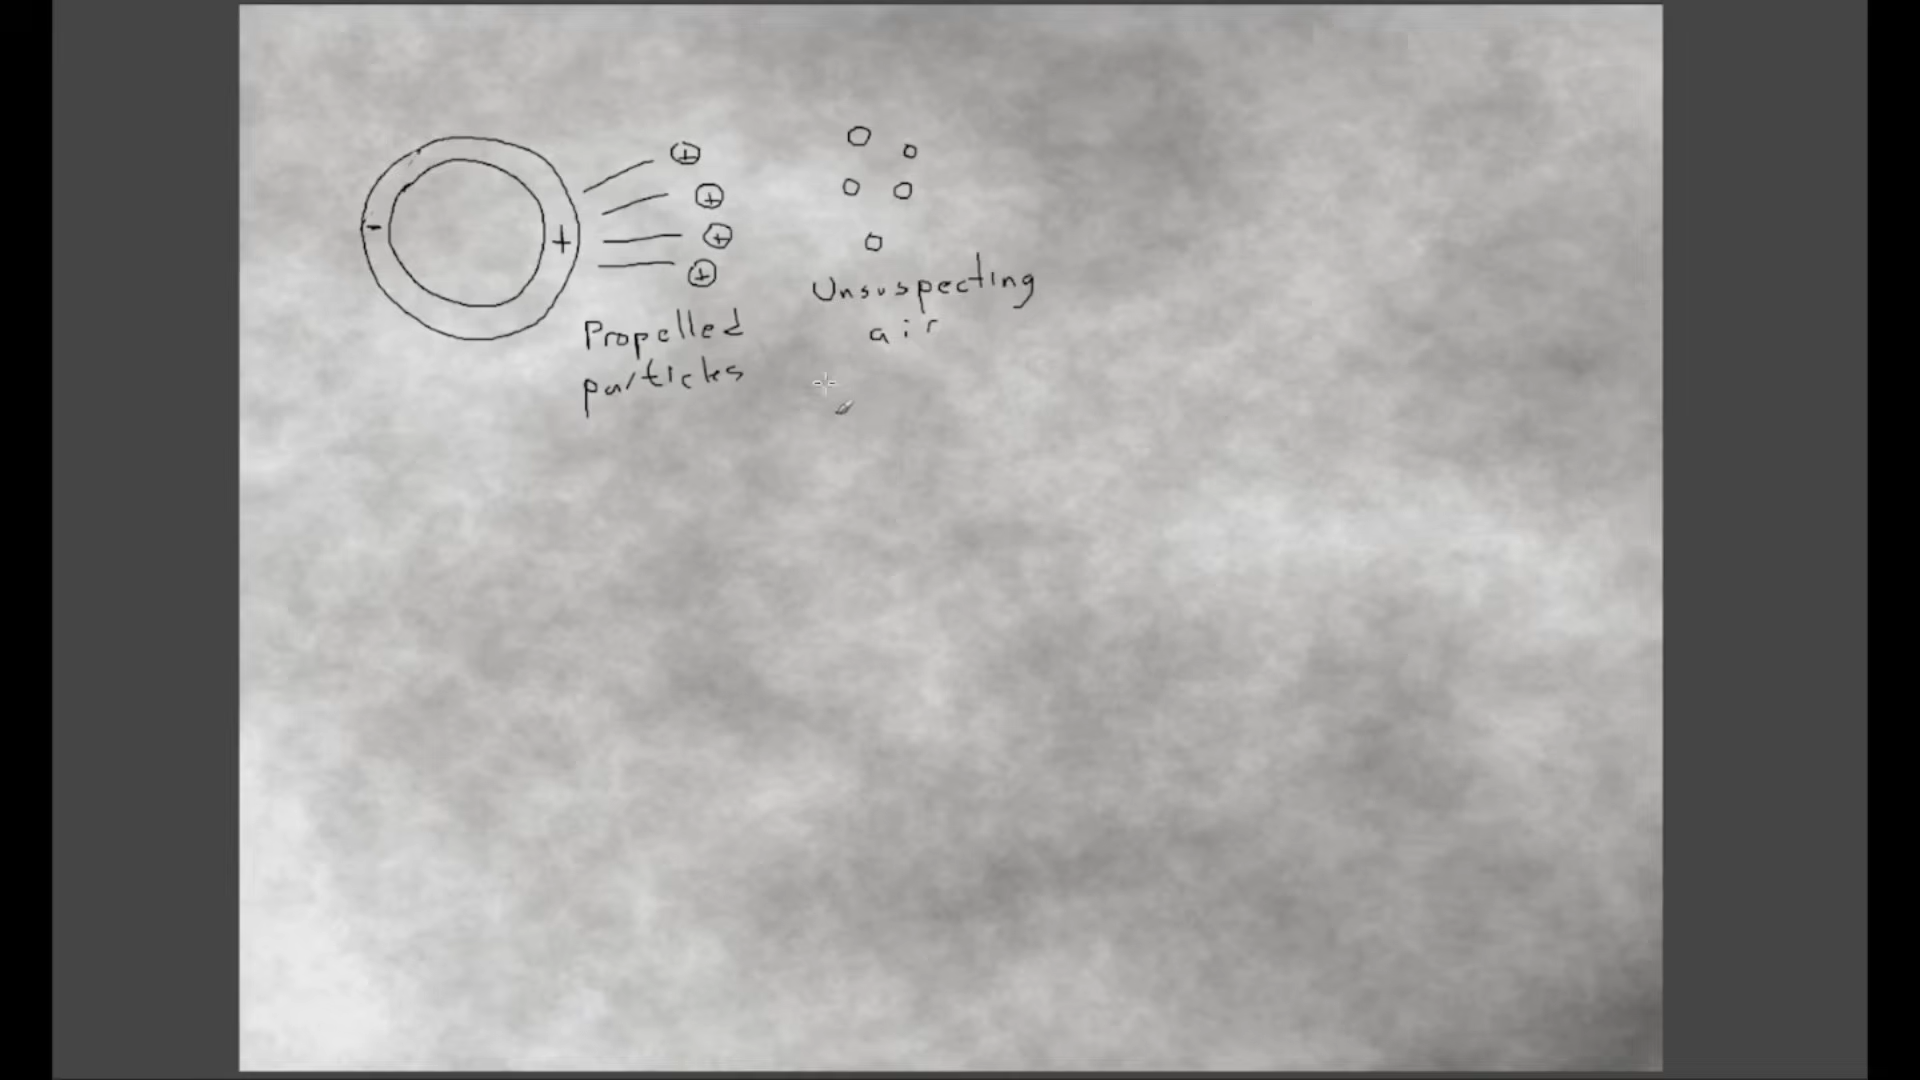 - + + + + +
Propelled
particles
Unsuspecting
air